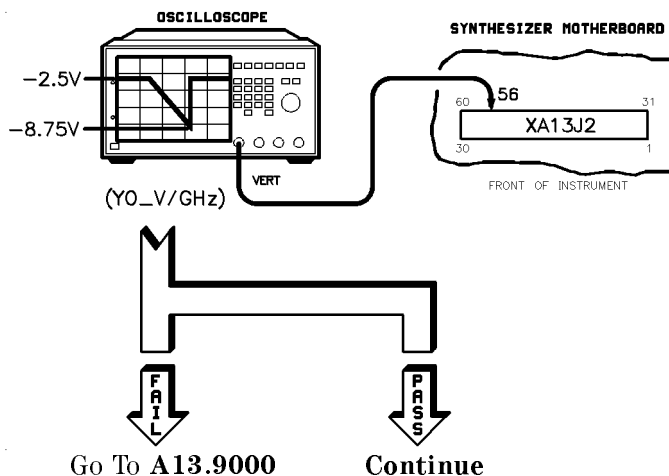 OSCILLOSCOPE
SYNTHESIZER MOTHERBOARD
-2.5V
-8.75V
VERT
(YO_V/GHz)
56
60 31
XA13J2
30 1
FRONT OF INSTRUMENT
FAIL
PASS
Go To A13.9000
Continue